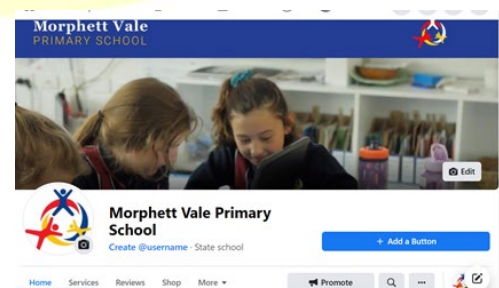 Morphett Vale
PRIMARY SCHOOL
Edit
Morphett Vale Primary
School
Create @username · State school
+ Add a Button
Home Services Reviews Shop More
Promote